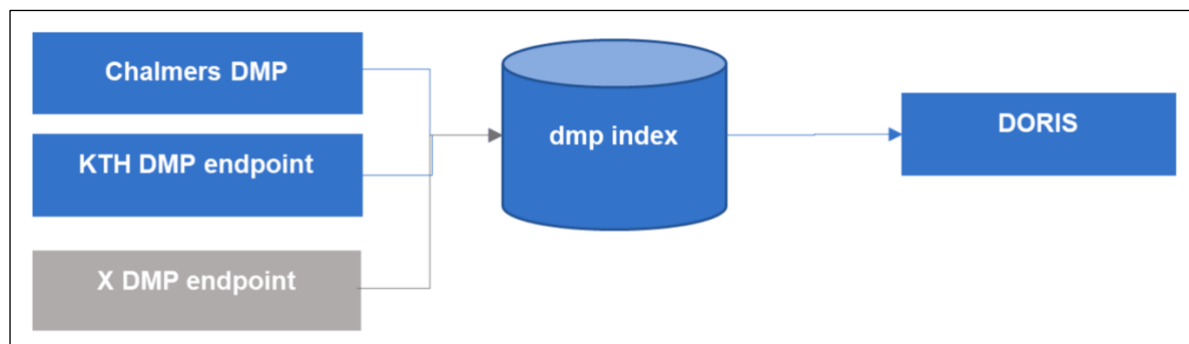 Chalmers DMP
KTH DMP endpoint
X DMP endpoint
dmp index
DORIS